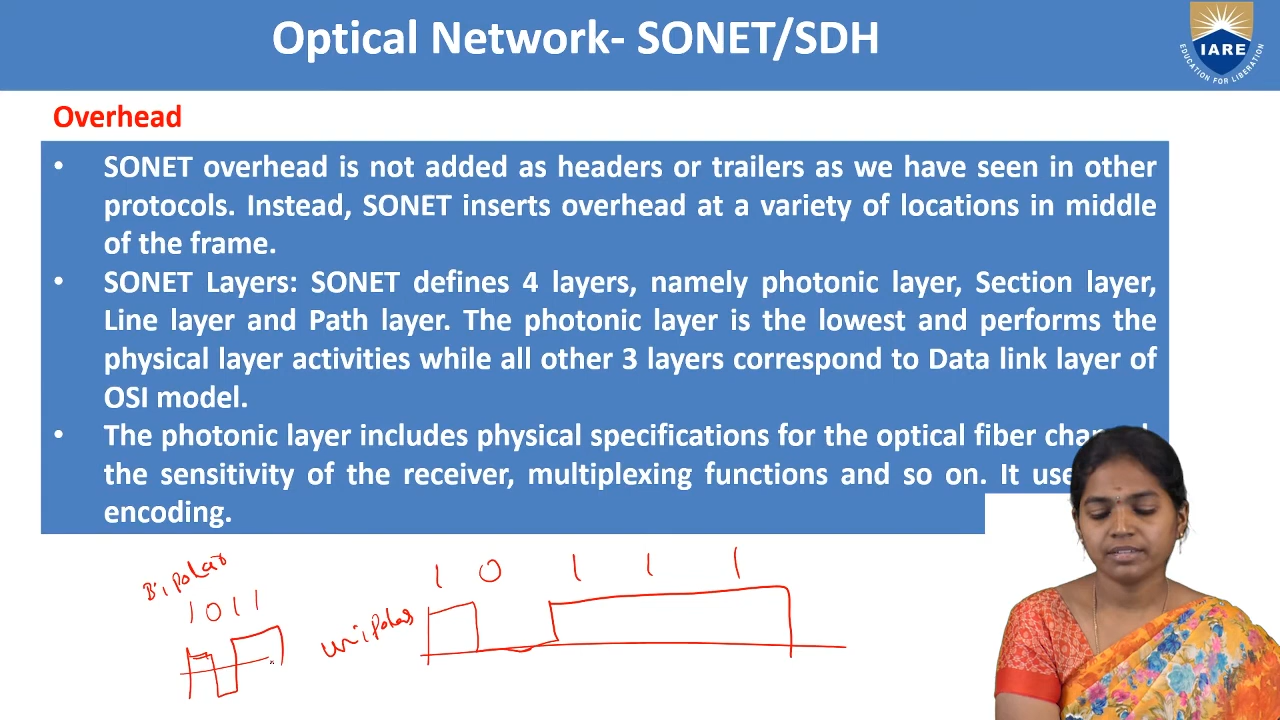 Optical Network- SONET/SDH
IARE
EDUCATION FOR LIBERATION
Overhead
• SONET overhead is not added as headers or trailers as we have seen in other
protocols. Instead, SONET inserts overhead at a variety of locations in middle
of the frame.
• SONET Layers: SONET defines 4 layers, namely photonic layer, Section layer,
Line layer and Path layer. The photonic layer is the lowest and performs the
physical layer activities while all other 3 layers correspond to Data link layer of
OSI model.
• The photonic layer includes physical specifications for the optical fiber
the sensitivity of the receiver, multiplexing functions and so on. It
encoding.
Bipolar
1 0 1 1
unipolar
1 0 1 1 1